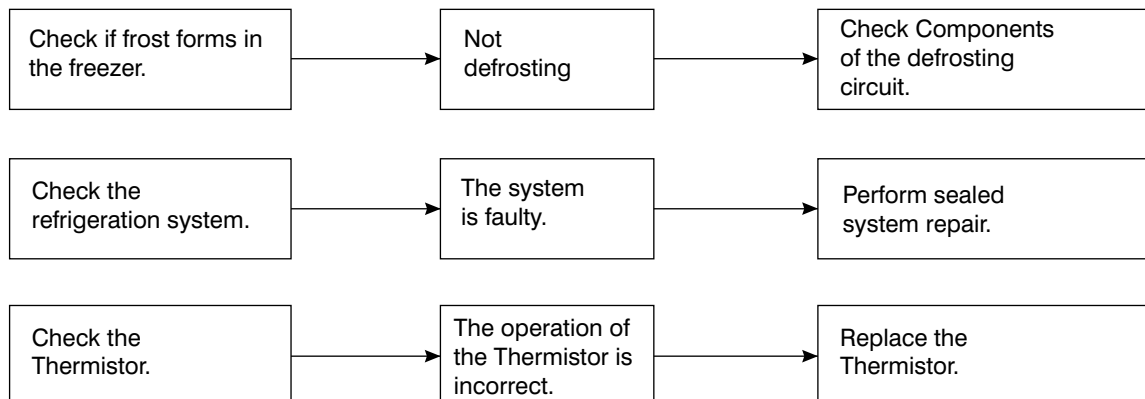 Check if frost forms in
the freezer.
Not
defrosting
Check Components
of the defrosting
circuit.
Check the
refrigeration system.
The system
is faulty.
Perform sealed
system repair.
Check the
Thermistor.
The operation of
the Thermistor is
incorrect.
Replace the
Thermistor.